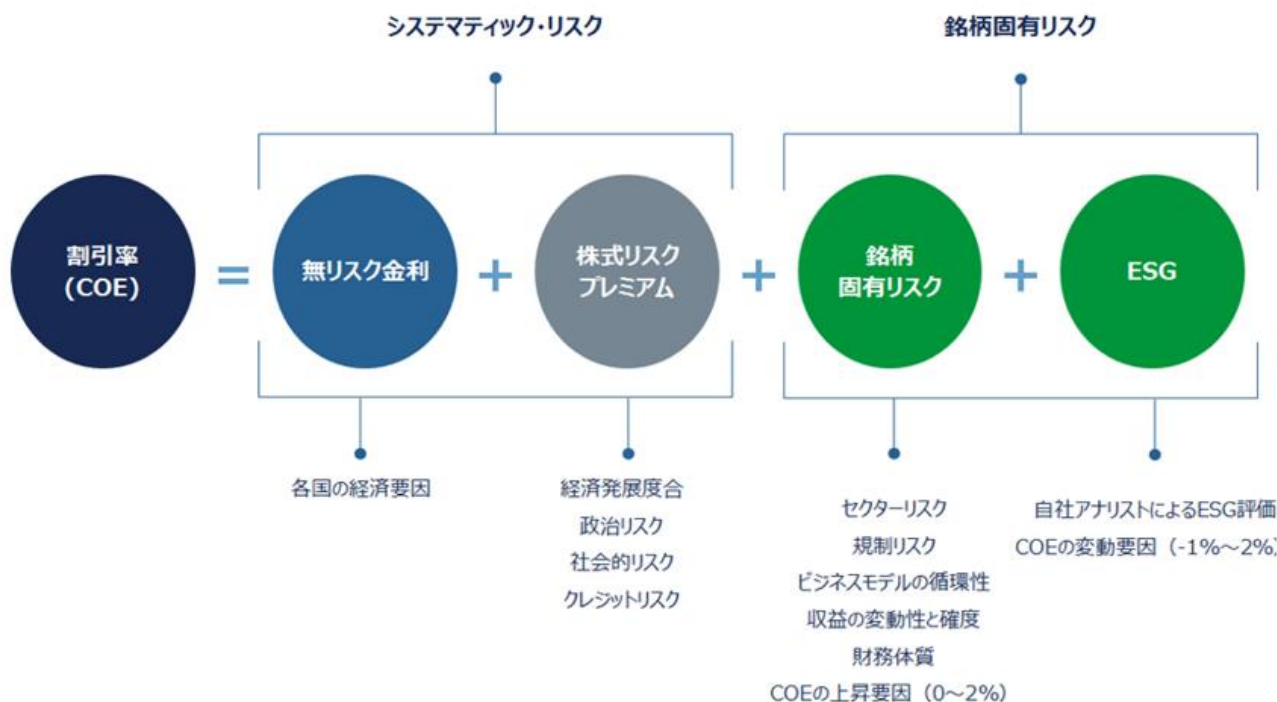 システマティック・リスク
銘柄固有リスク
割引率
(COE)
=
無リスク金利
+
株式リスク
プレミアム
+
銘柄
固有リスク
+
ESG
各国の経済要因
経済発展度合
政治リスク
社会的リスク
クレジットリスク
セクターリスク
規制リスク
ビジネスモデルの循環性
収益の変動性と確度
財務体質
COEの上昇要因（0～2%）
自社アナリストによるESG評価
COEの変動要因（-1%～2%）